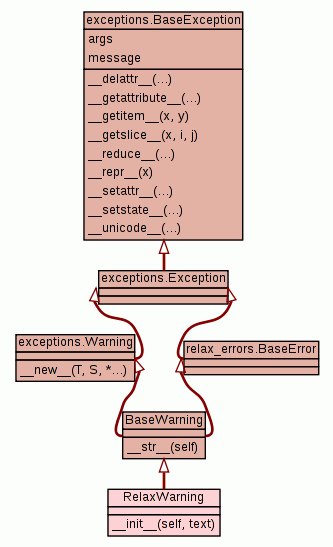 exceptions.BaseException
args
message
__delattr__(...)
__getattribute__(...)
__getitem__(x, y)
__getslice__(x, i, j)
__reduce__(...)
__repr__(x)
__setattr__(...)
__setstate__(...)
__unicode__(...)
exceptions.Exception
exceptions.Warning
__new__(T, S, *...)
relax_errors.BaseError
BaseWarning
__str__(self)
RelaxWarning
__init__(self, text)